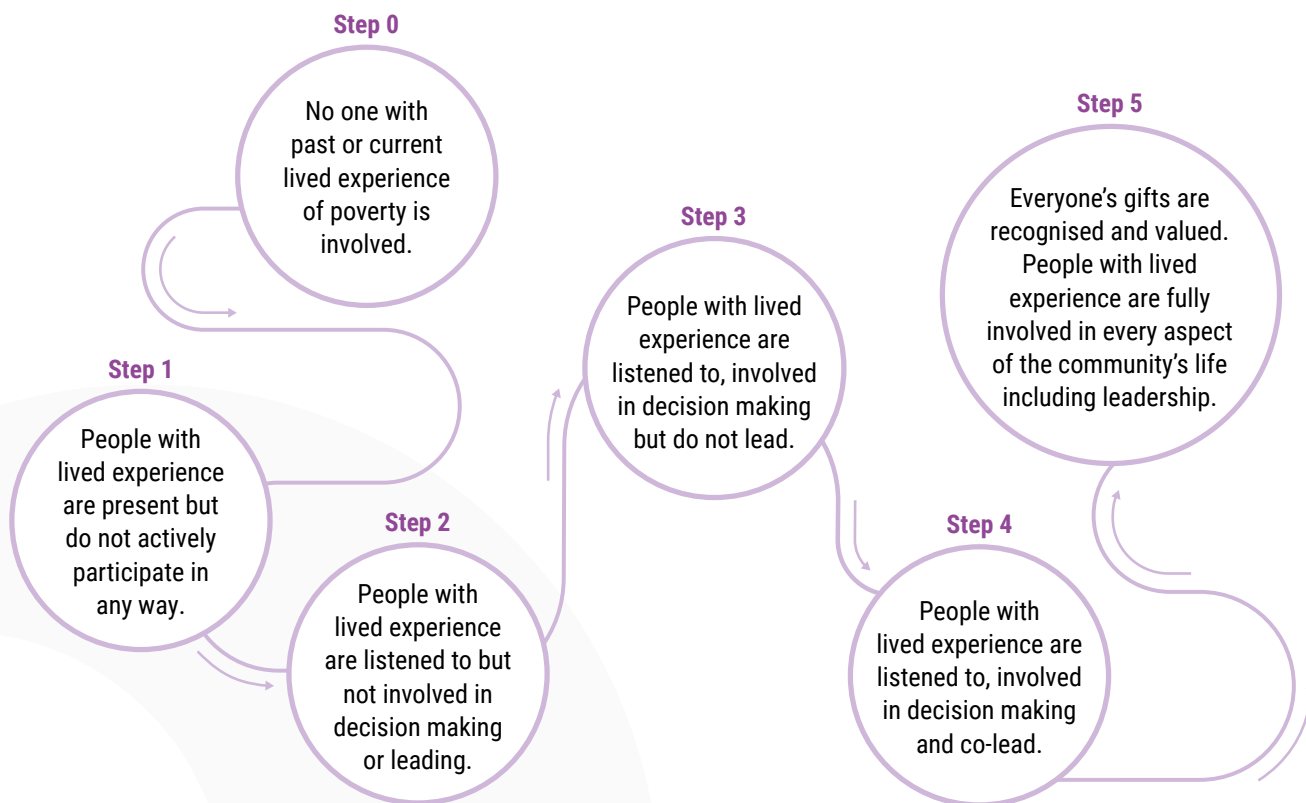 Step 0
No one with
past or current
lived experience
of poverty is
involved.
Step 1
People with
lived experience
are present but
do not actively
participate in
any way.
Step 2
People with
lived experience
are listened to but
not involved in
decision making
or leading.
Step 3
People with lived
experience are
listened to, involved
in decision making
but do not lead.
Step 4
People with
lived experience are
listened to, involved
in decision making
and co-lead.
Step 5
Everyone’s gifts are
recognised and valued.
People with lived
experience are fully
involved in every aspect
of the community’s life
including leadership.